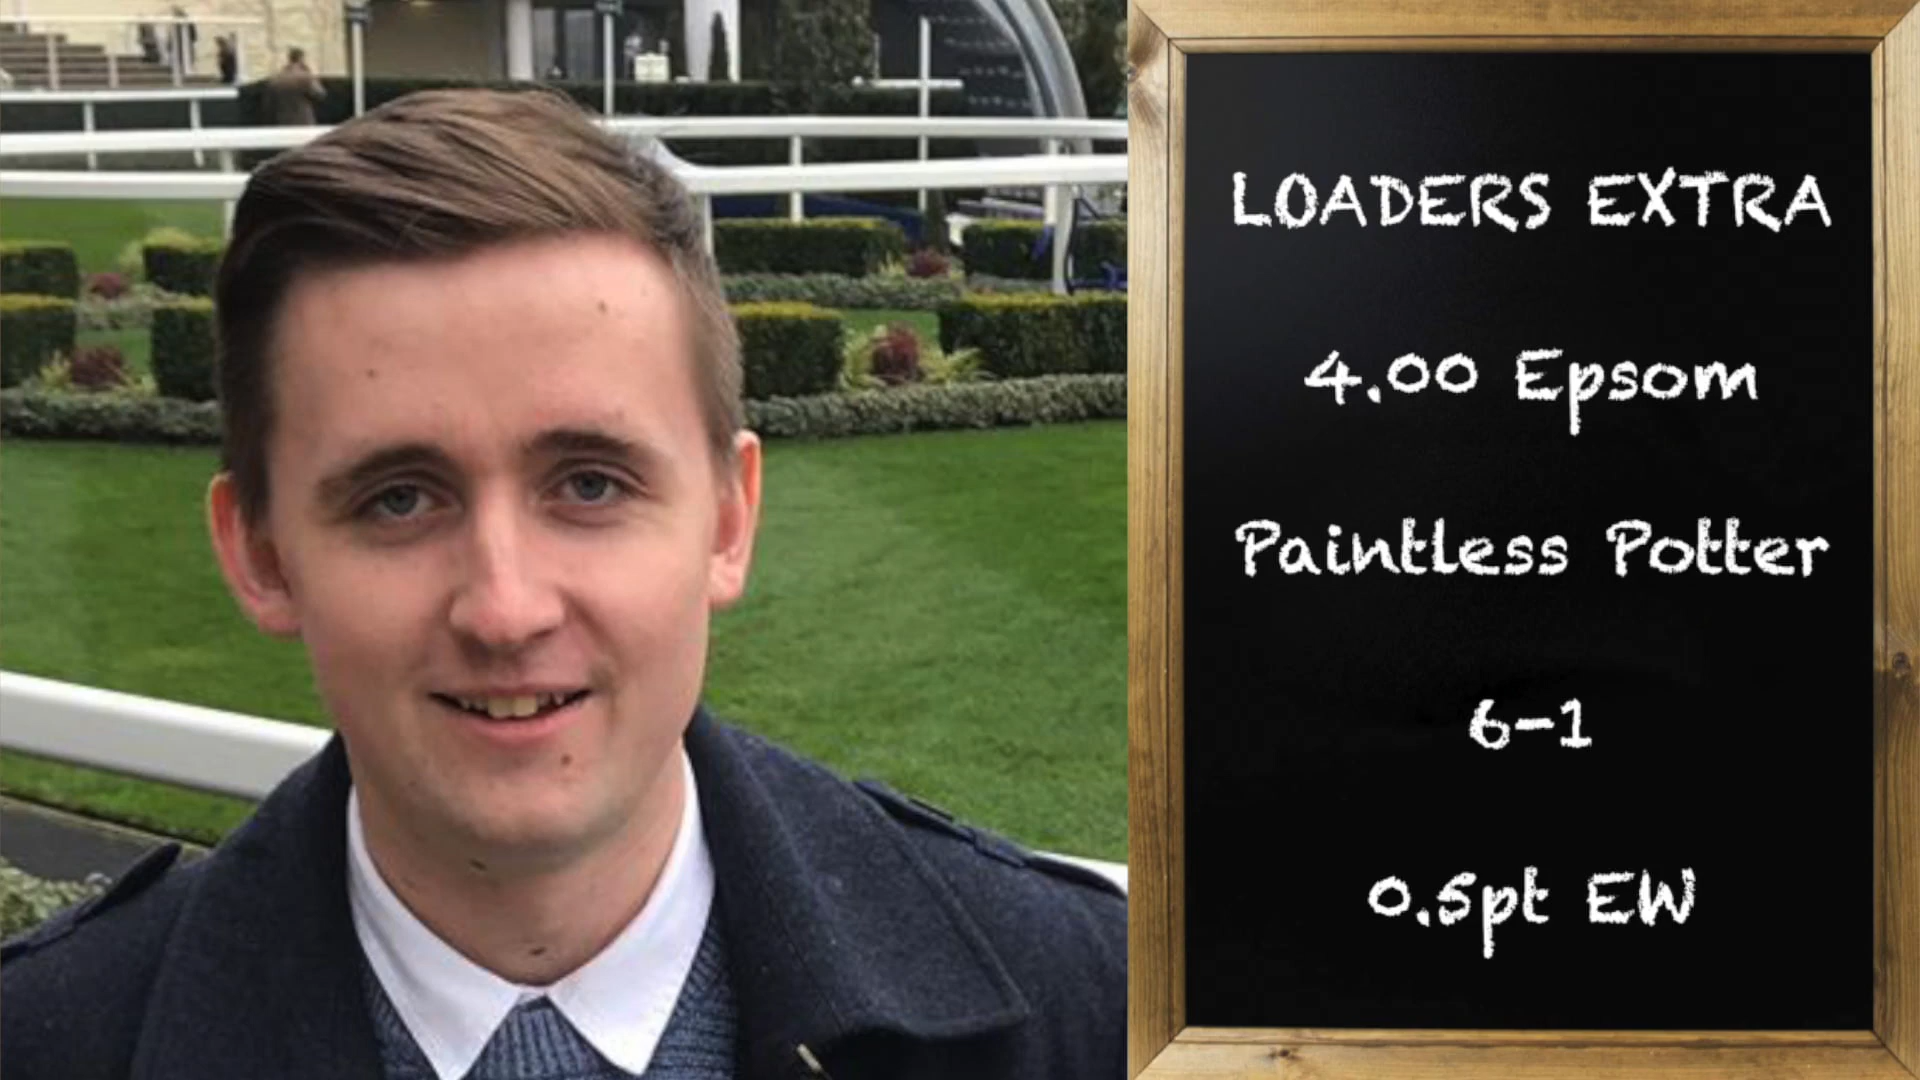 LOADERS EXTRA
4.00 Epsom
Paintless Potter
6-1
0.5pt EW